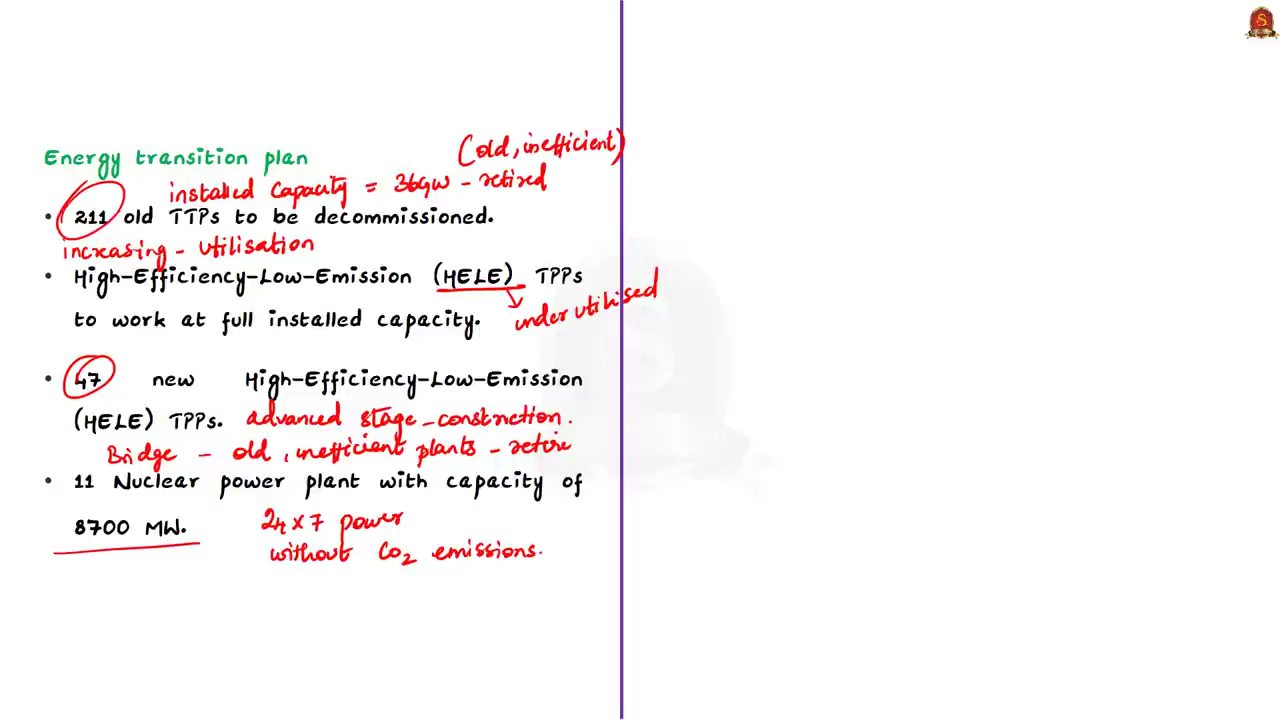 (old, inefficient)
Energy transition plan
installed capacity = 36GW - retired
• 211 old TTPs to be decommissioned.
increasing - utilisation
• High-Efficiency-Low-Emission (HELE) TPPs
under utilised
to work at full installed capacity.
• 47 new High-Efficiency-Low-Emission
(HELE) TPPs. advanced stage - construction.
Bridge - old, inefficient plants - retire
• 11 Nuclear power plant with capacity of
8700 MW. 24x7 power
without CO2 emissions.